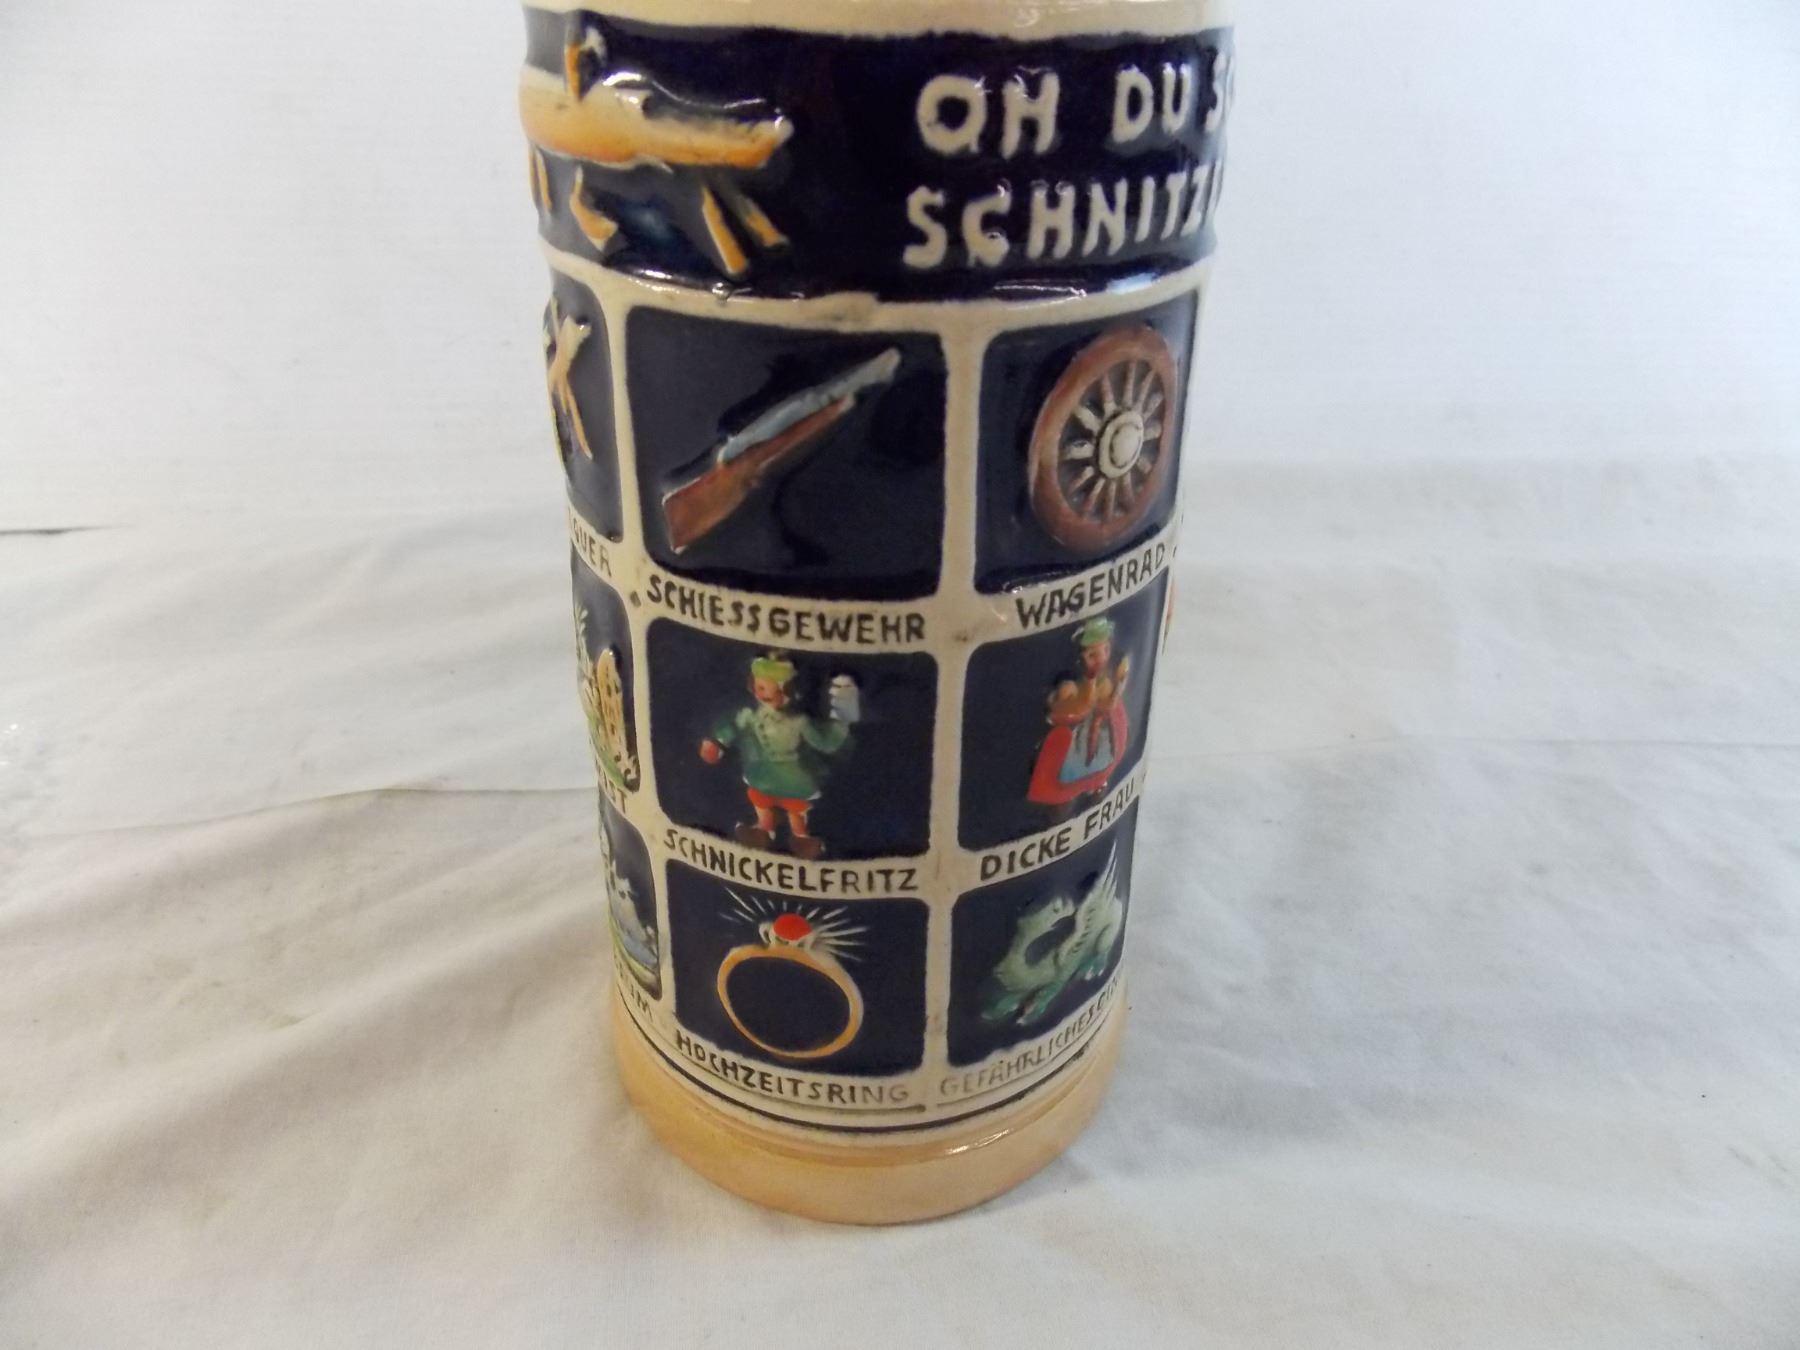 OH DU
SCHNITZ
SCHIESSGEWEHR
WAGENRAD
SCHNICKELFRITZ
DICKE FRAU
HOCHZEITSRING